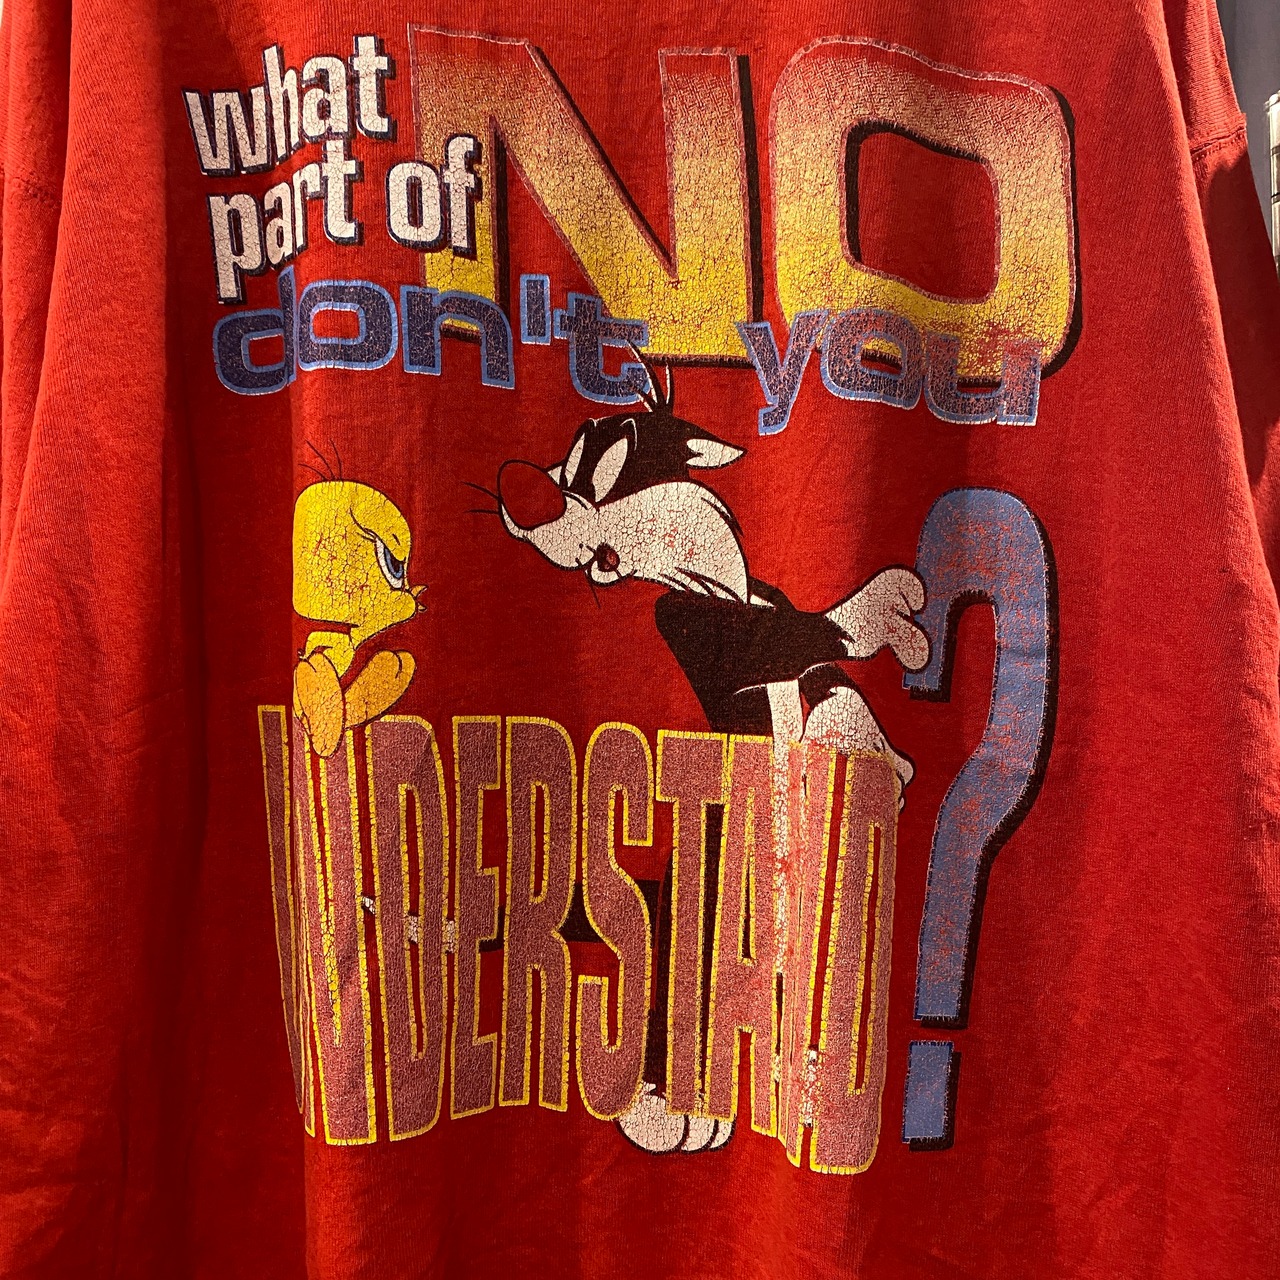 What
part of NO
don't you
UNDERSTAND?